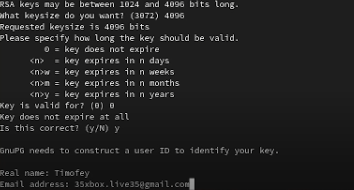 RSA keys may be between 1024 and 4096 bits long.
What keysize do you want? (3072) 4096
Requested keysize is 4096 bits
Please specify how long the key should be valid.
0 = key does not expire
<n> = key expires in n days
<n>w = key expires in n weeks
<n>m = key expires in n months
<n>y = key expires in n years
Key is valid for? (0) 0
Key does not expire at all
Is this correct? (y/N) y
GnuPG needs to construct a user ID to identify your key.
Real name: Timofey
Email address: 35xbox.live35@gmail.com